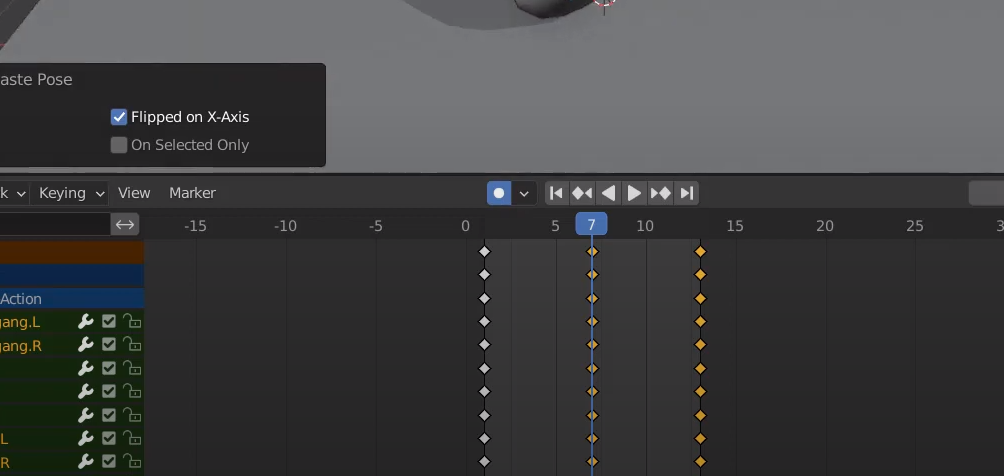 aste Pose
Flipped on X-Axis
On Selected Only
k Keying View Marker
-15 -10 -5 0 5 7 10 15 20 25 3
Action
gang.L
gang.R
L
R